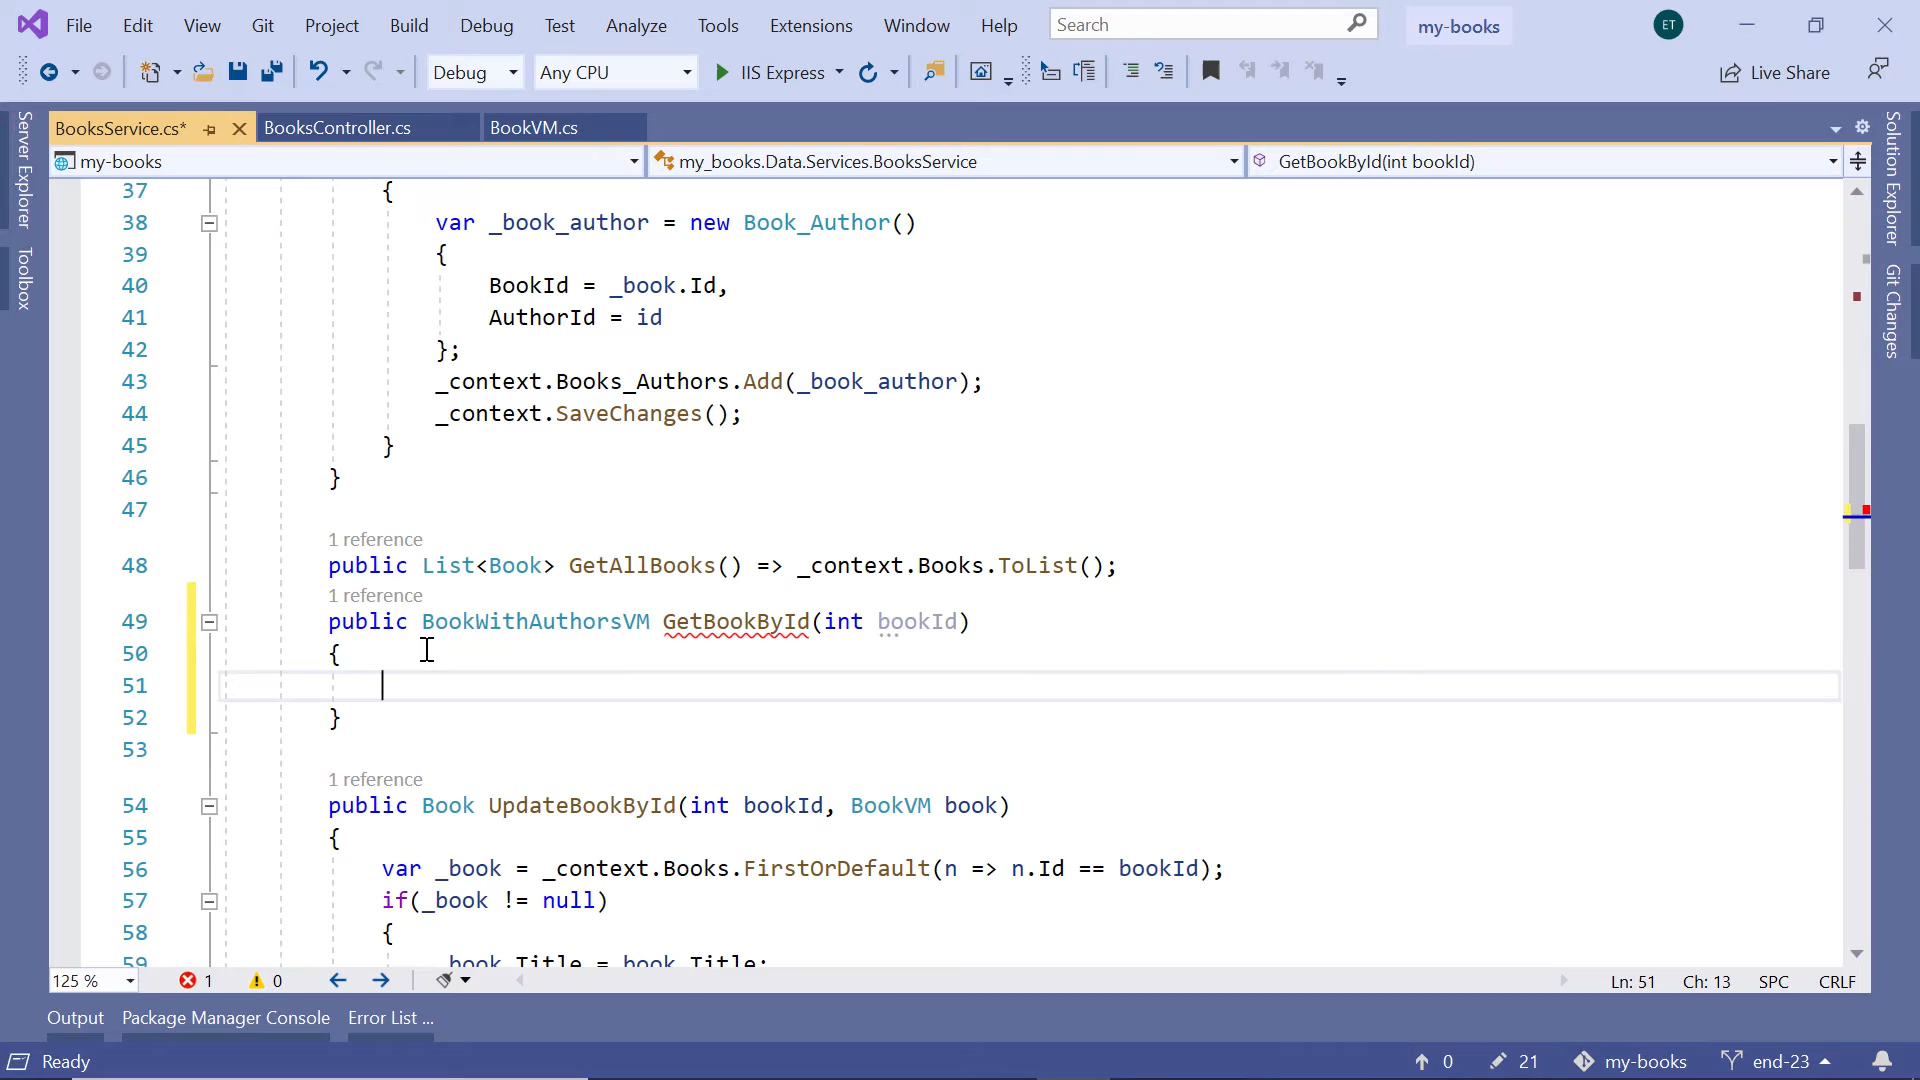 File Edit View Git Project Build Debug Test Analyze Tools Extensions Window Help Search my-books ET
Debug Any CPU IIS Express Live Share
BooksService.cs* BooksController.cs BookVM.cs
my-books my_books.Data.Services.BooksService GetBookById(int bookId)
Server Explorer
Toolbox
Solution Explorer
Git Changes
37 {
38 var _book_author = new Book_Author()
39 {
40 BookId = _book.Id,
41 AuthorId = id
42 };
43 _context.Books_Authors.Add(_book_author);
44 _context.SaveChanges();
45 }
46 }
47
1 reference
48 public List<Book> GetAllBooks() => _context.Books.ToList();
1 reference
49 public BookWithAuthorsVM GetBookById(int bookId)
50 {
51
52 }
53
1 reference
54 public Book UpdateBookById(int bookId, BookVM book)
55 {
56 var _book = _context.Books.FirstOrDefault(n => n.Id == bookId);
57 if(_book != null)
58 {
59 _book.Title = book.Title;
125 % 1 0 Ln: 51 Ch: 13 SPC CRLF
Output Package Manager Console Error List ...
Ready 0 21 my-books end-23